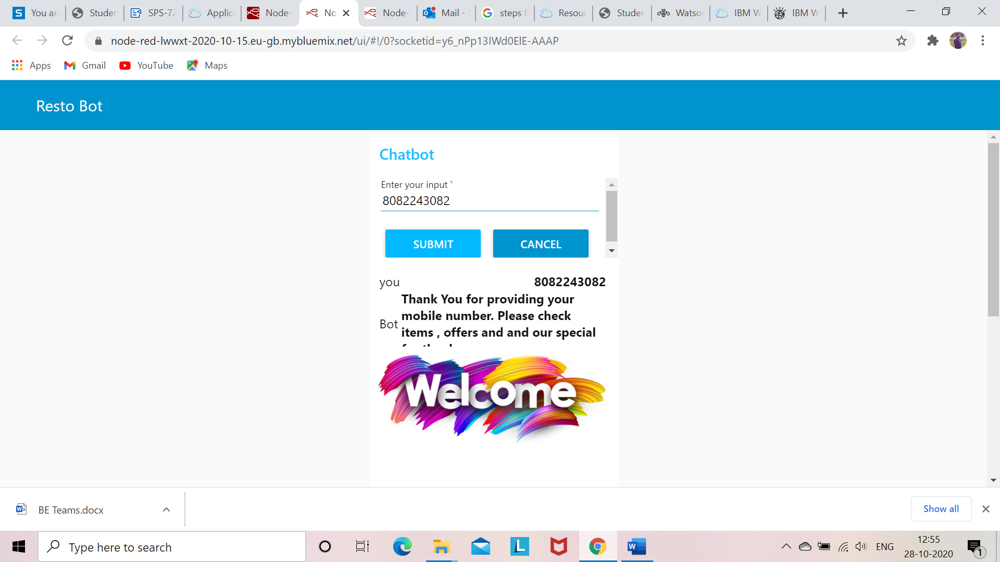 You ar
Studer
SPS-72
Applic
Node-
No
Node-
Mail -
steps f
Resour
Studer
Watso
IBM W
IBM W
node-red-lwwxt-2020-10-15.eu-gb.mybluemix.net/ui/#!/0?socketid=y6_nPp13IWd0ElE-AAAP
Apps
Gmail
YouTube
Maps
Resto Bot
Chatbot
Enter your input *
8082243082
SUBMIT
CANCEL
you
8082243082
Bot
Thank You for providing your
mobile number. Please check
items , offers and and our special
Welcome
BE Teams.docx
Show all
Type here to search
ENG
12:55
28-10-2020
1